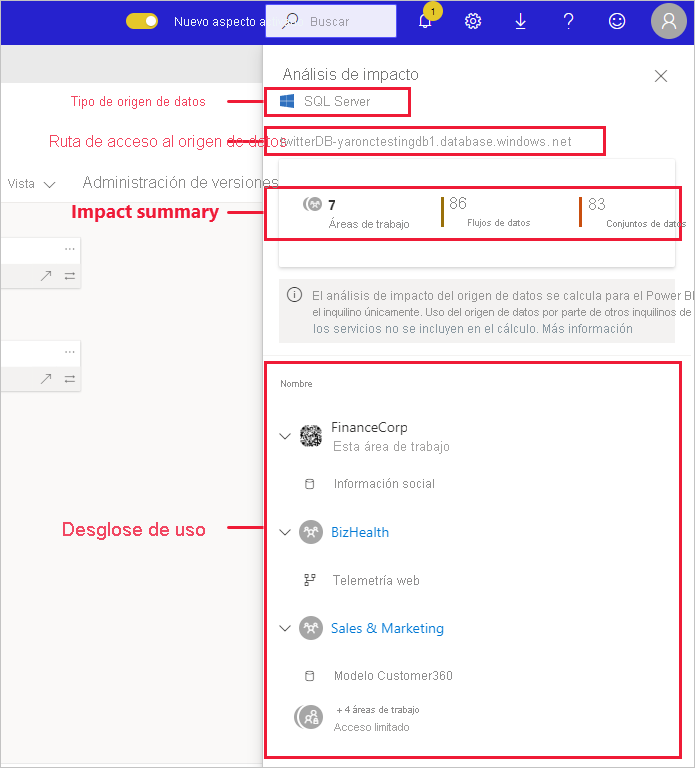 Nuevo aspecto a
Buscar
1
Análisis de impacto
Tipo de origen de datos
SQL Server
Ruta de acceso al origen de datos
twitterDB-yaronctestingdb1.database.windows.net
Vista
Administración de versiones
Impact summary
7
Áreas de trabajo
86
Flujos de datos
83
Conjuntos de datos
El análisis de impacto del origen de datos se calcula para el Power BI
el inquilino únicamente. Uso del origen de datos por parte de otros inquilinos de
los servicios no se incluyen en el cálculo. Más información
Nombre
FinanceCorp
Esta área de trabajo
Información social
Desglose de uso
BizHealth
Telemetría web
Sales & Marketing
Modelo Customer360
+ 4 áreas de trabajo
Acceso limitado